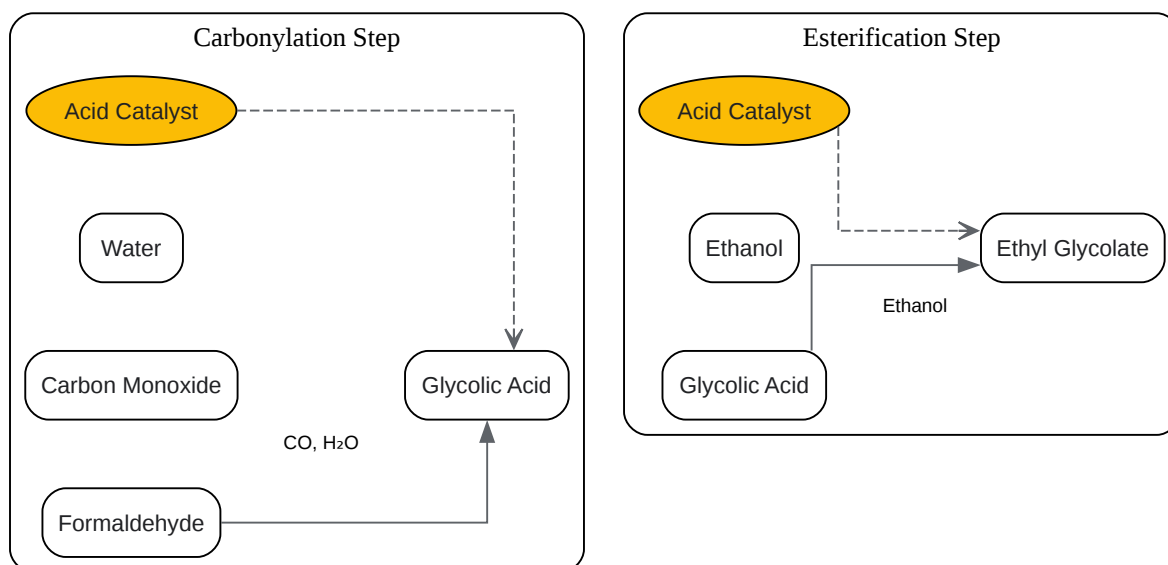 Carbonylation Step
Acid Catalyst
Water
Carbon Monoxide
Glycolic Acid
CO, H₂O
Formaldehyde
Esterification Step
Acid Catalyst
Ethanol
Ethyl Glycolate
Ethanol
Glycolic Acid